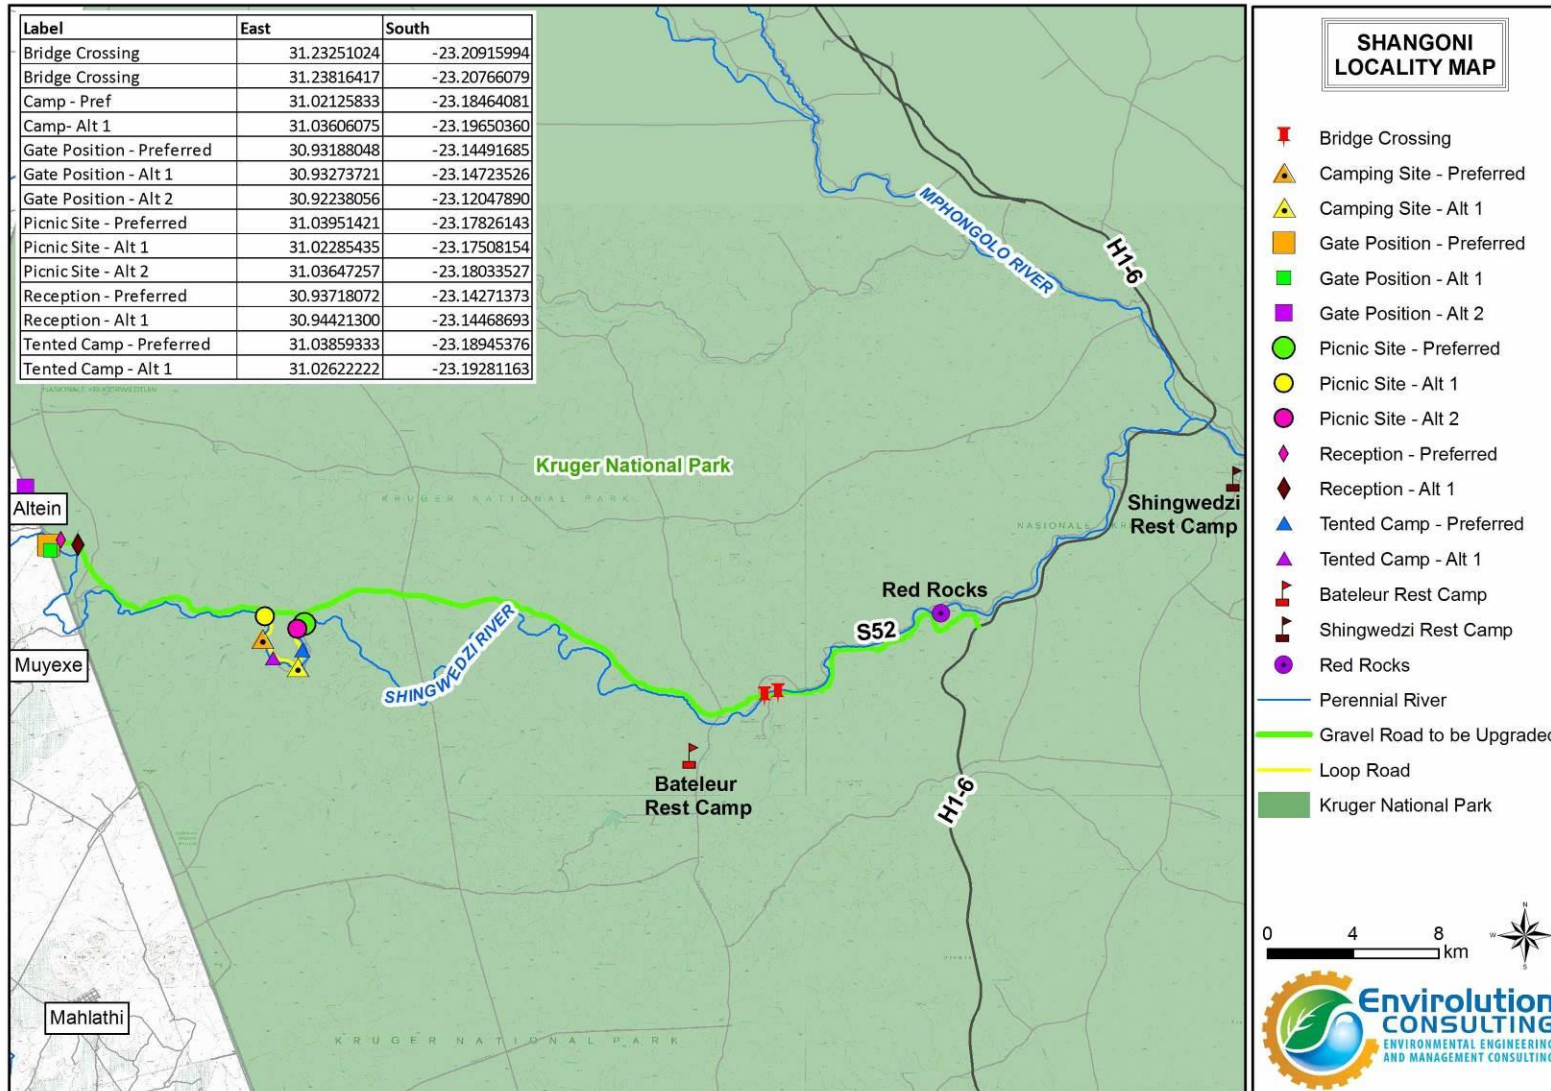 Label East South
Bridge Crossing 31.23251024 -23.20915994
Bridge Crossing 31.23816417 -23.20766079
Camp - Pref 31.02125833 -23.18464081
Camp- Alt 1 31.03606075 -23.19650360
Gate Position - Preferred 30.93188048 -23.14491685
Gate Position - Alt 1 30.93273721 -23.14723526
Gate Position - Alt 2 30.92238056 -23.12047890
Picnic Site - Preferred 31.03951421 -23.17826143
Picnic Site - Alt 1 31.02285435 -23.17508154
Picnic Site - Alt 2 31.03647257 -23.18033527
Reception - Preferred 30.93718072 -23.14271373
Reception - Alt 1 30.94421300 -23.14468693
Tented Camp - Preferred 31.03859333 -23.18945376
Tented Camp - Alt 1 31.02622222 -23.19281163
MPHONGOLO RIVER
H1-6
Kruger National Park
KRUGER NATIONAL PARK
Altein
Shingwedzi
Rest Camp
NASIONALE
Red Rocks
S52
Muyexe
SHINGWEDZI RIVER
Bateleur
Rest Camp
H1-6
Mahlathi
KRUGER NATIONAL PARK
SHANGONI
LOCALITY MAP
Bridge Crossing
Camping Site - Preferred
Camping Site - Alt 1
Gate Position - Preferred
Gate Position - Alt 1
Gate Position - Alt 2
Picnic Site - Preferred
Picnic Site - Alt 1
Picnic Site - Alt 2
Reception - Preferred
Reception - Alt 1
Tented Camp - Preferred
Tented Camp - Alt 1
Bateleur Rest Camp
Shingwedzi Rest Camp
Red Rocks
Perennial River
Gravel Road to be Upgraded
Loop Road
Kruger National Park
N
W
S
0 4 8
km
Envirolution
CONSULTING
ENVIRONMENTAL ENGINEERING
AND MANAGEMENT CONSULTING